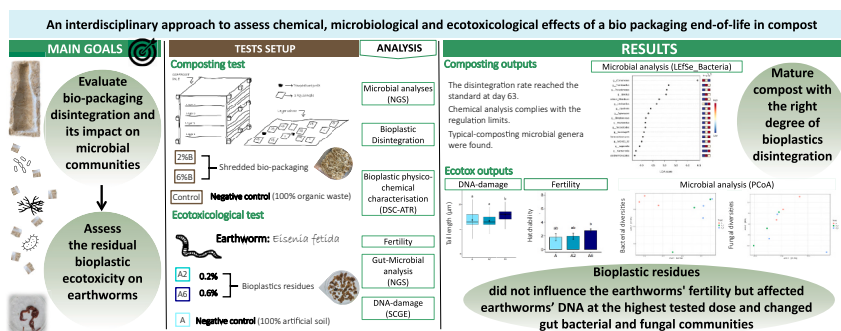 An interdisciplinary approach to assess chemical, microbiological and ecotoxicological effects of a bio packaging end-of-life in compost
MAIN GOALS
Evaluate
bio-packaging
disintegration and
its impact on
microbial
communities
Assess
the residual
bioplastic
ecotoxicity on
earthworms
TESTS SETUP
Composting test
2%B
6%B
Shredded bio-packaging
Control
Negative control (100% organic waste)
Ecotoxicological test
Earthworm: Eisenia fetida
A2
0.2%
A6
0.6%
Bioplastics residues
A
Negative control (100% artificial soil)
ANALYSIS
Microbial analyses
(NGS)
Bioplastic
Disintegration
Bioplastic physico-
chemical
characterisation
(DSC-ATR)
Fertility
Gut-Microbial
analysis
(NGS)
DNA-damage
(SCGE)
RESULTS
Composting outputs
The disintegration rate reached the
standard at day 63.
Chemical analysis complies with the
regulation limits.
Typical-composting microbial genera
were found.
Microbial analysis (LEfSe_Bacteria)
Mature
compost with
the right
degree of
bioplastics
disintegration
Ecotox outputs
DNA-damage
Tail length (μm)
Fertility
Hatchability
A
A2
A6
Microbial analysis (PCoA)
Bacterial diversities
Fungal diversities
Bioplastic residues
did not influence the earthworms' fertility but affected
earthworms' DNA at the highest tested dose and changed
gut bacterial and fungal communities